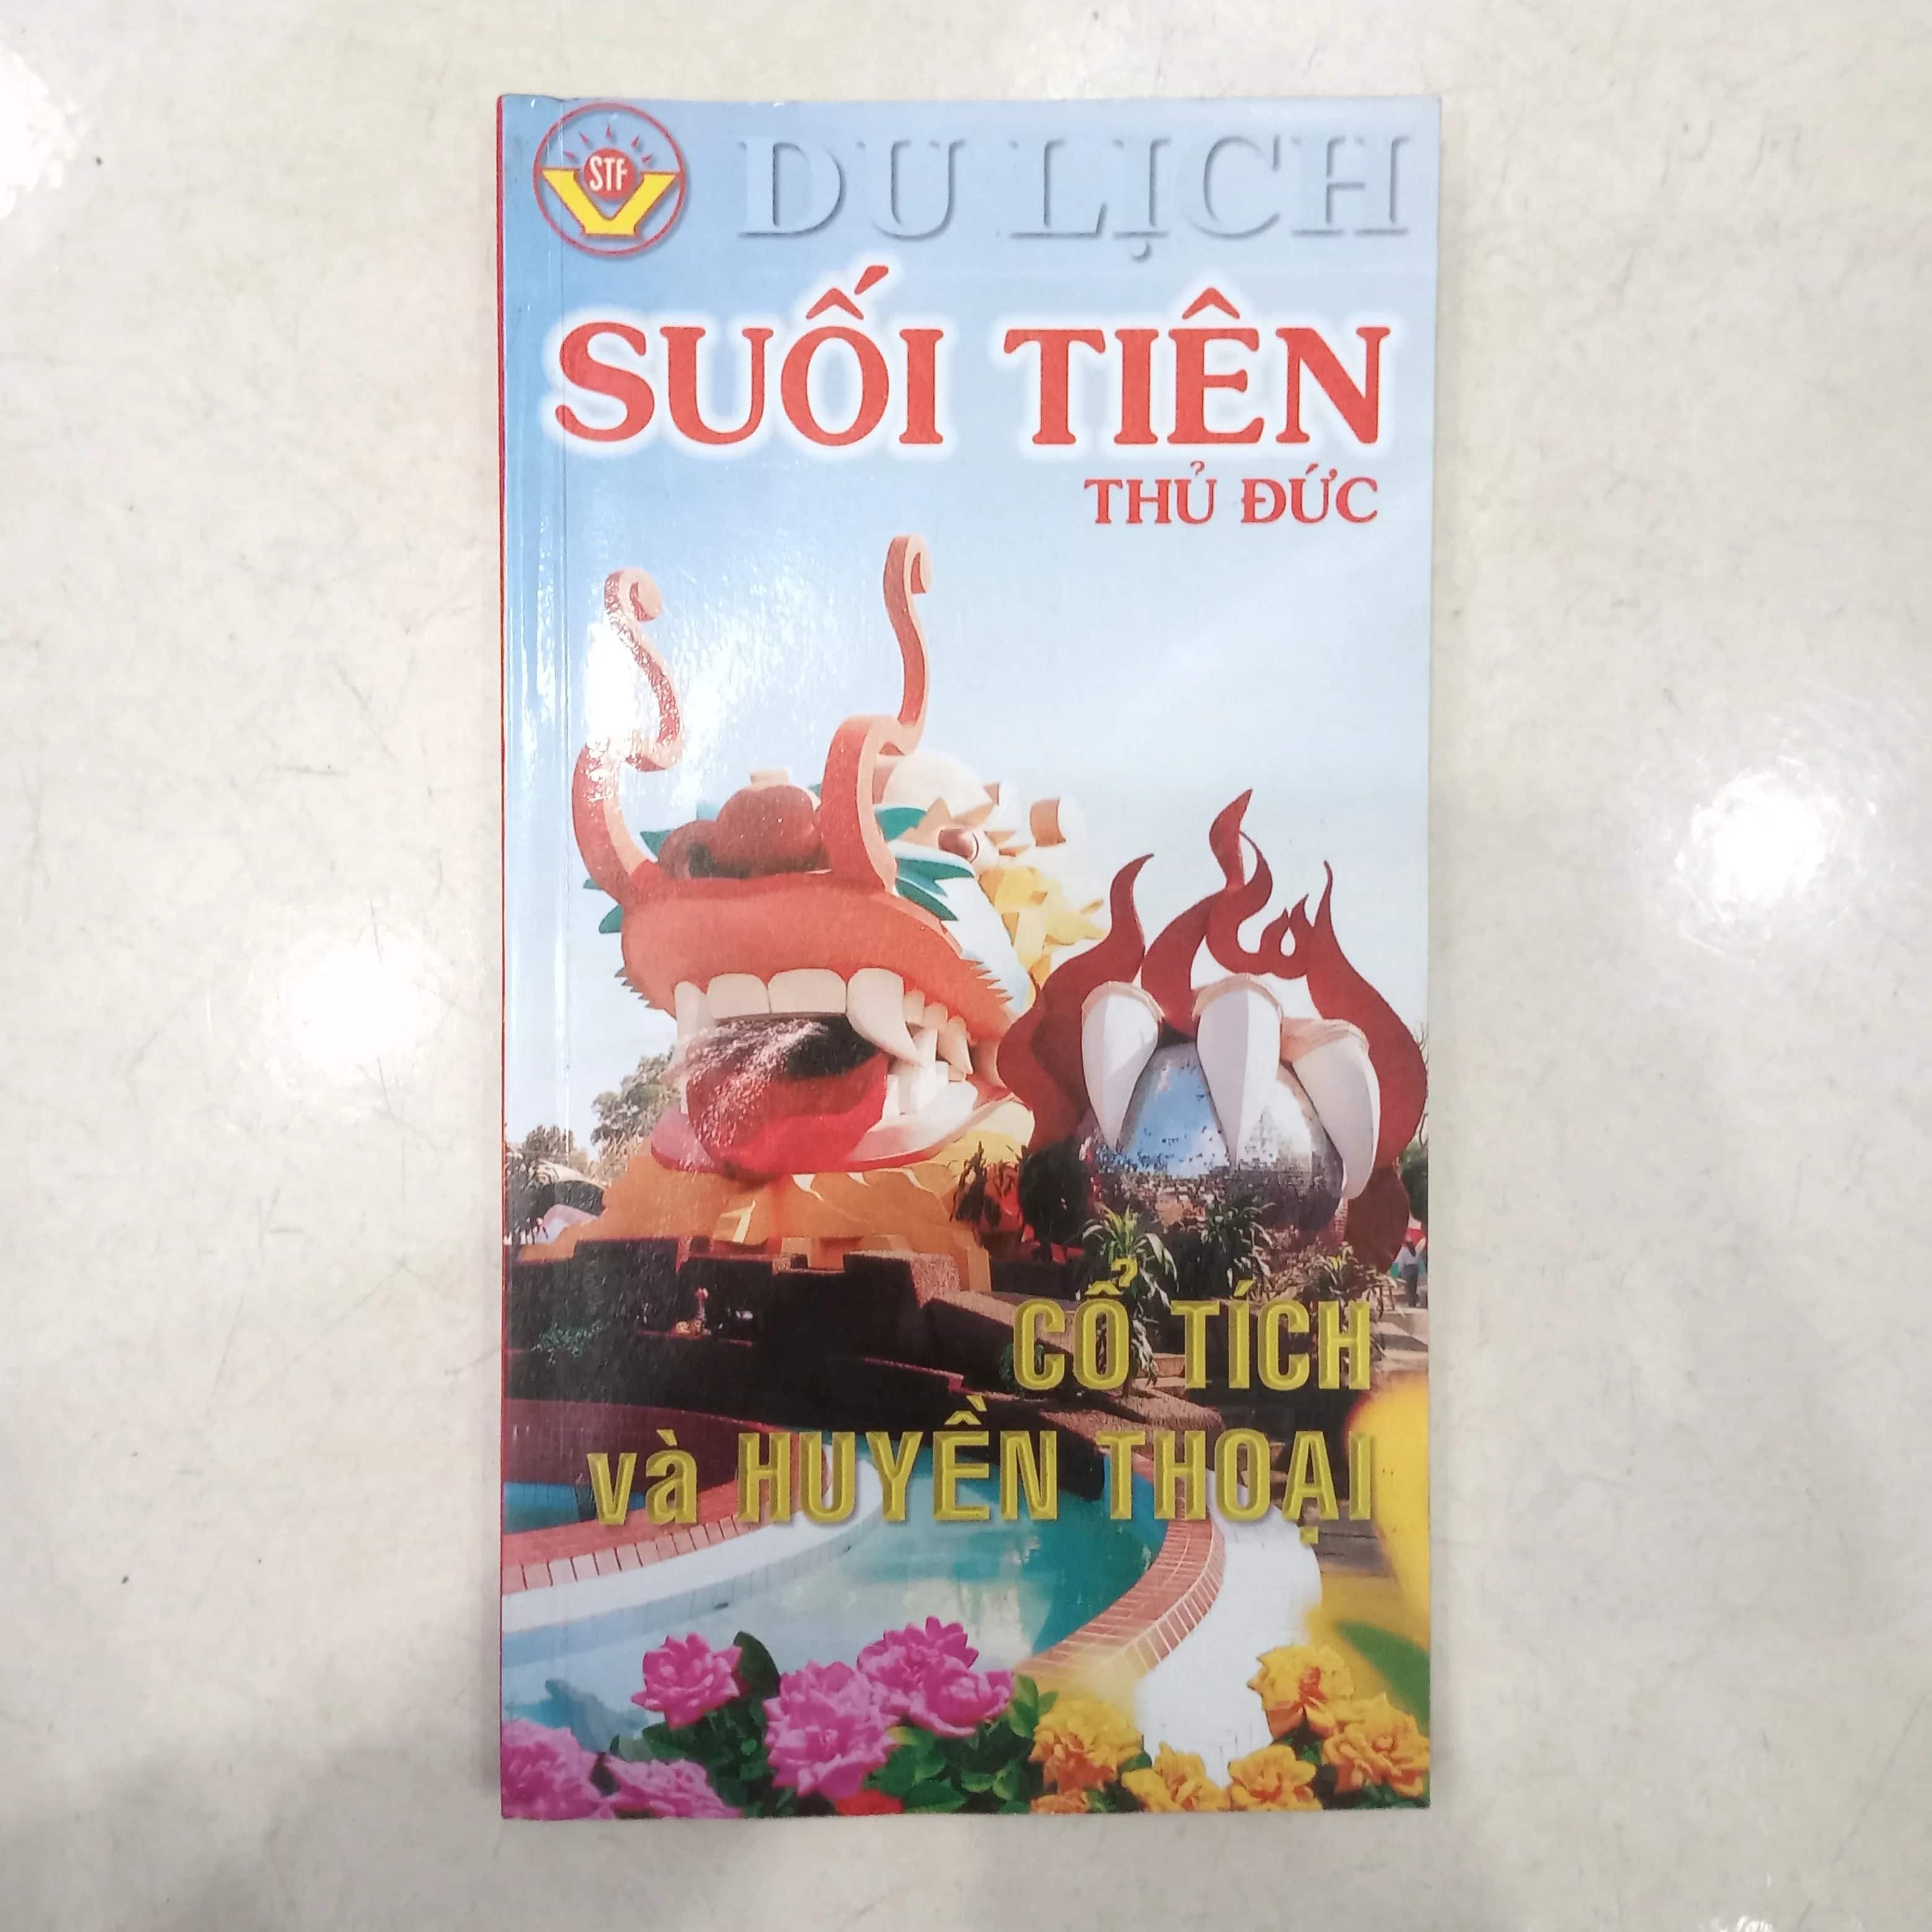 STF
DU LỊCH
SUỐI TIÊN
THỦ ĐỨC
CỔ TÍCH
và HUYỀN THOẠI